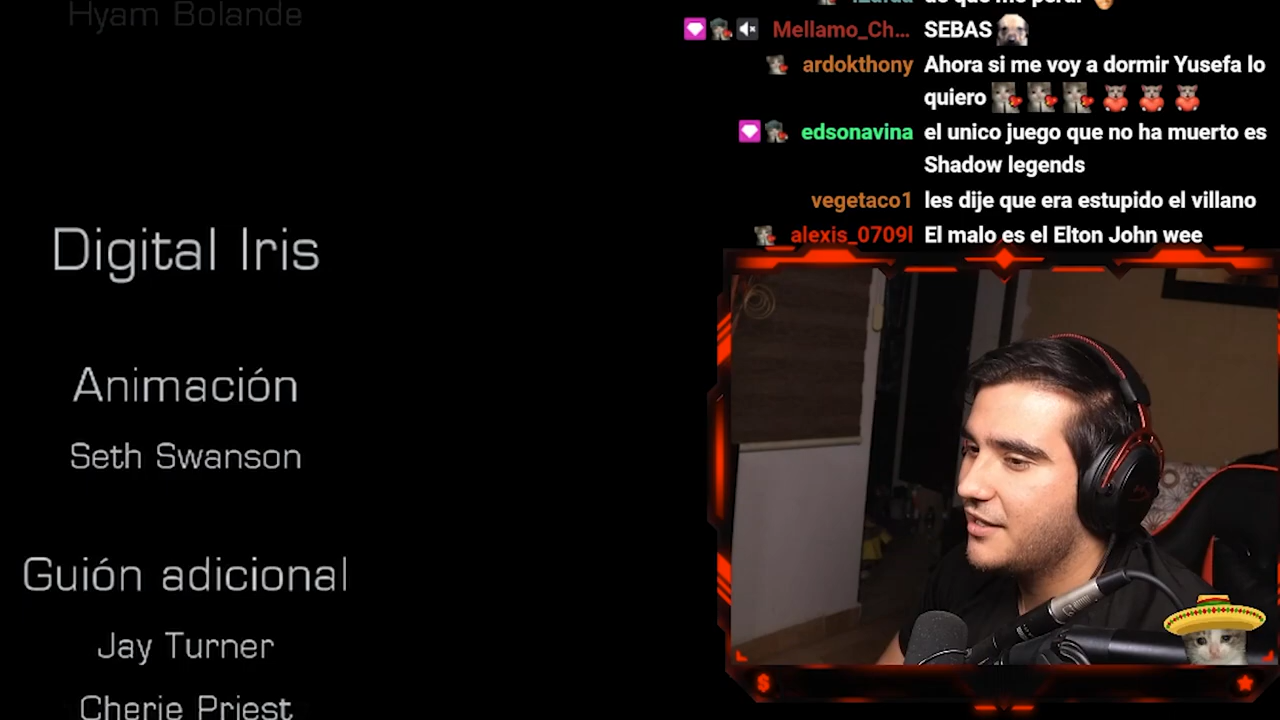 Hyam Bolande
Digital Iris
Animación
Seth Swanson
Guión adicional
Jay Turner
Cherie Priest
Mellamo_Ch... SEBAS
ardokthony Ahora si me voy a dormir Yusefa lo
quiero
edsonavina el unico juego que no ha muerto es
Shadow legends
vegetaco1 les dije que era estupido el villano
alexis_0709l El malo es el Elton John wee